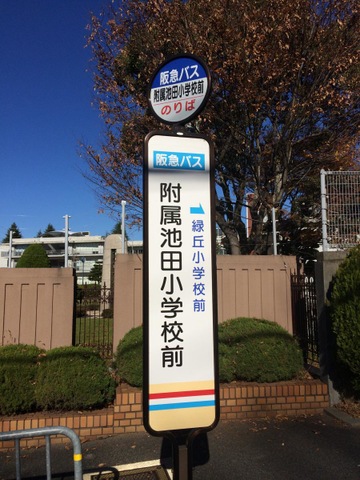 阪急バス
附属池田小学校前
のりば
阪急バス
附属池田小学校前
緑丘小学校前